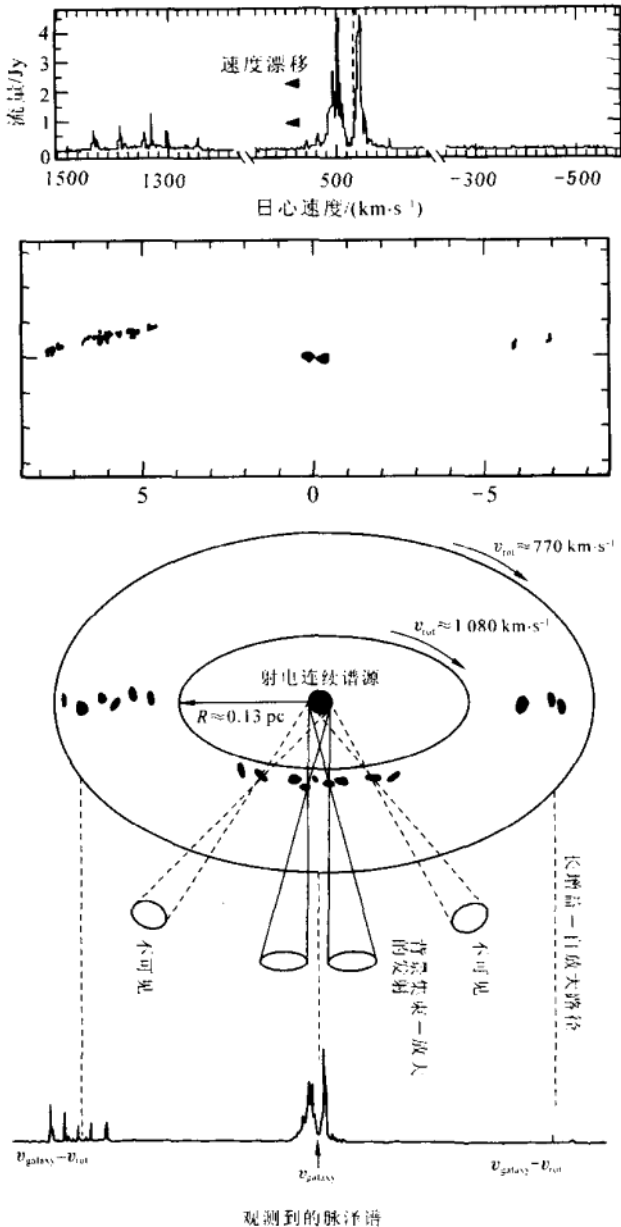 流量/Jy
4
3
2
1
0
速度漂移
1500 1300 500 -300 -500
日心速度/(km·s⁻¹)
5 0 -5
v_rot≈770 km·s⁻¹
v_rot≈1 080 km·s⁻¹
射电连续谱源
R≈0.13 pc
不可见
背景集束—放大的发射
不可见
长增益—自放大路径
v_galaxy−v_rot
v_galaxy
v_galaxy−v_rot
观测到的脉泽谱